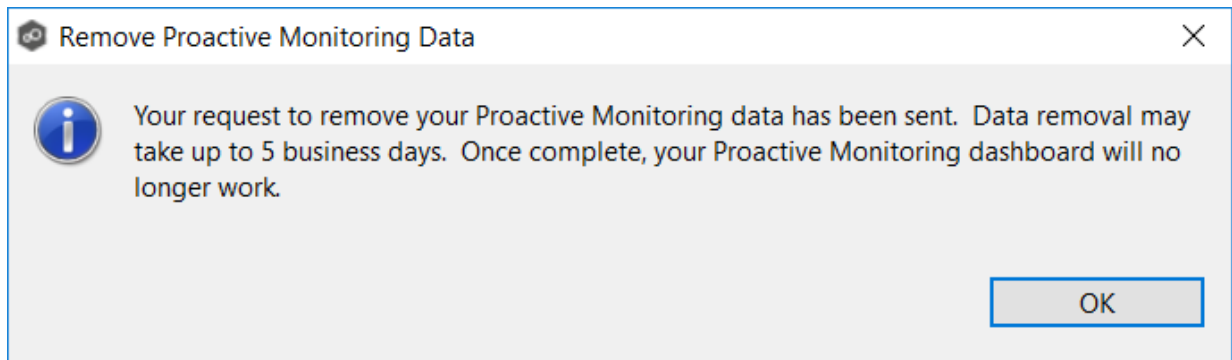 Remove Proactive Monitoring Data
Your request to remove your Proactive Monitoring data has been sent.  Data removal may
take up to 5 business days.  Once complete, your Proactive Monitoring dashboard will no
longer work.
OK